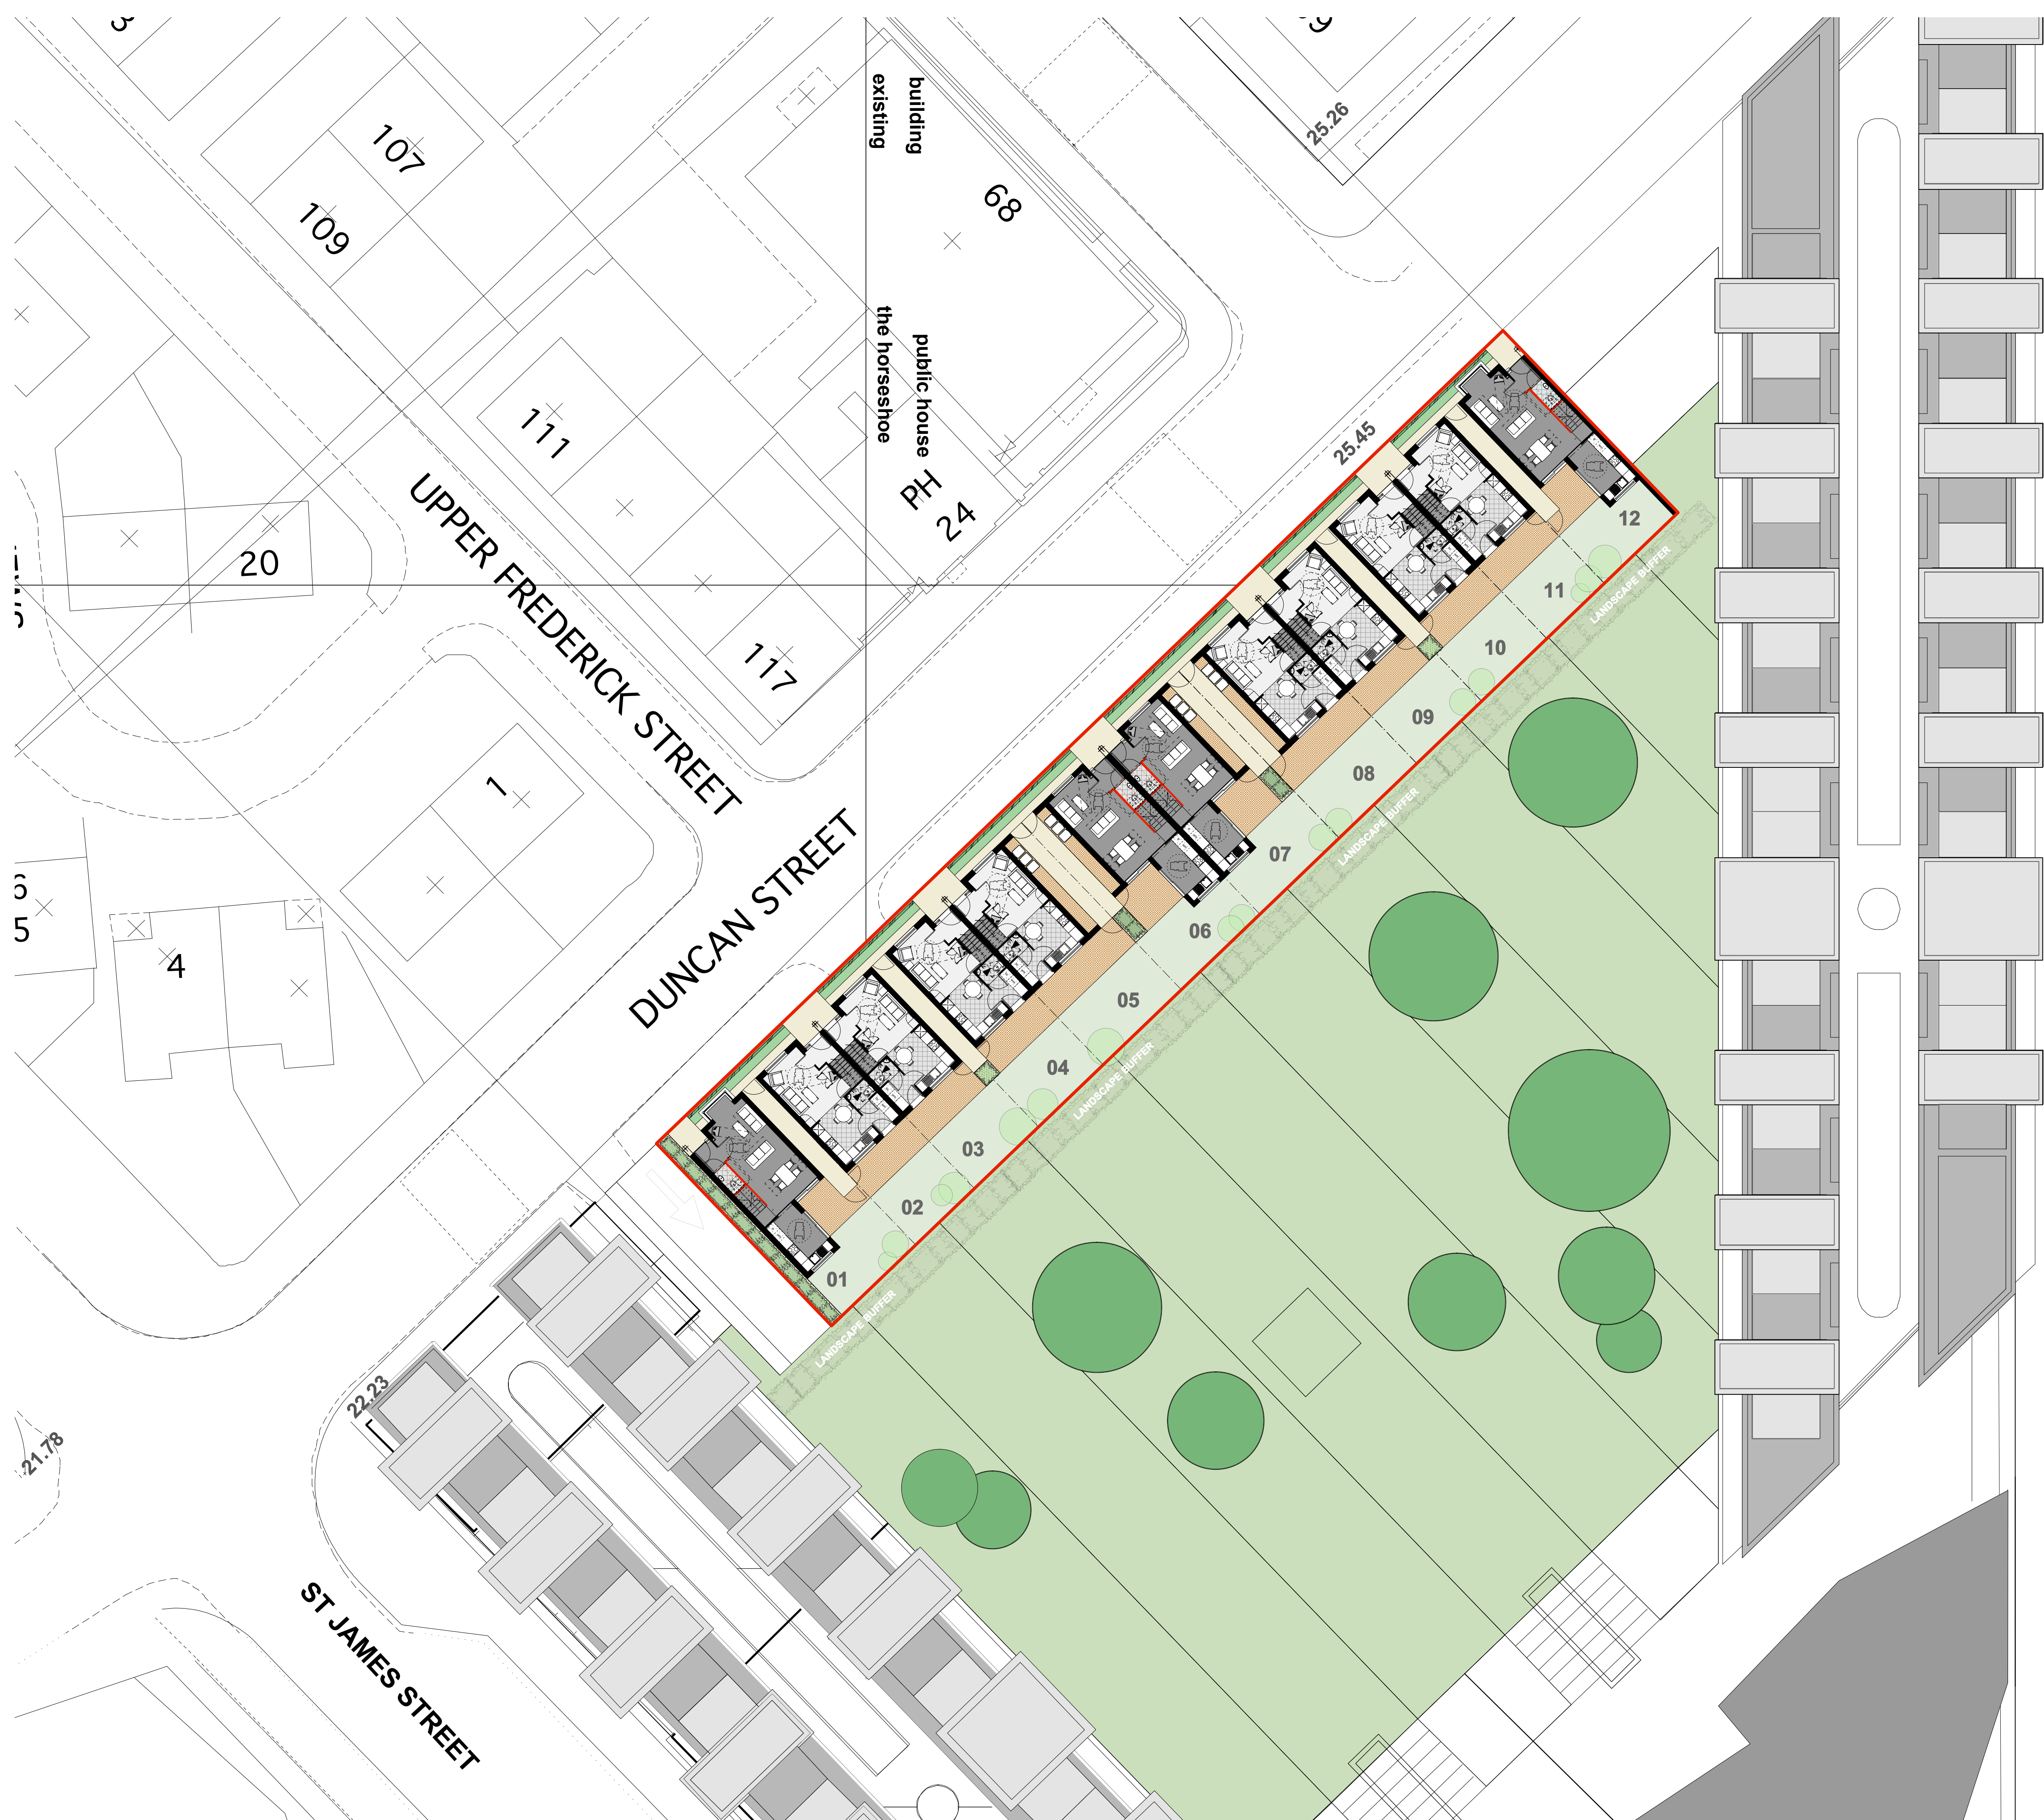 107
109
existing
building
68
25.26
the horseshoe
public house
PH
24
111
117
20
UPPER FREDERICK STREET
25.45
1
DUNCAN STREET
6
5
4
12
11
10
09
08
07
06
05
04
03
02
01
LANDSCAPE BUFFER
LANDSCAPE BUFFER
LANDSCAPE BUFFER
LANDSCAPE BUFFER
22.23
21.78
ST JAMES STREET